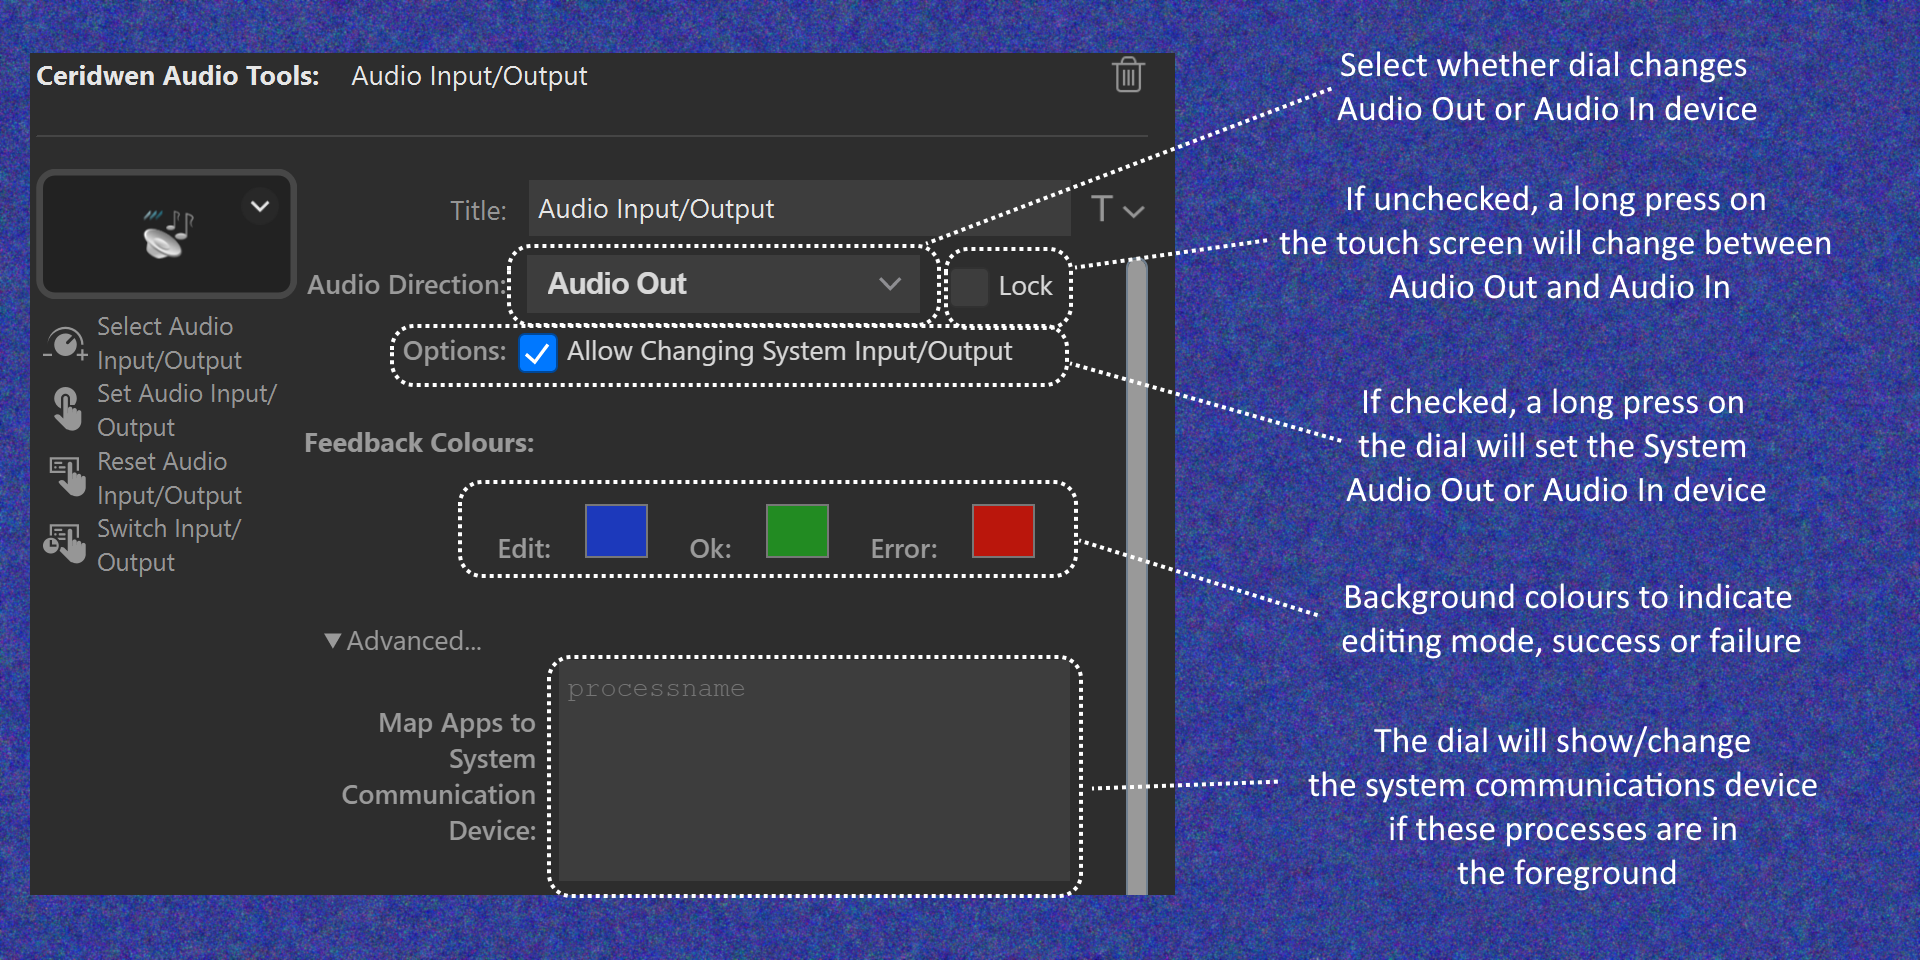 Ceridwen Audio Tools: Audio Input/Output
Title: Audio Input/Output T
Audio Direction: Audio Out Lock
Options: Allow Changing System Input/Output
Select Audio
Input/Output
Set Audio Input/
Output
Reset Audio
Input/Output
Switch Input/
Output
Feedback Colours:
Edit: Ok: Error:
Advanced...
Map Apps to
System
Communication
Device:
processname
Select whether dial changes
Audio Out or Audio In device
If unchecked, a long press on
the touch screen will change between
Audio Out and Audio In
If checked, a long press on
the dial will set the System
Audio Out or Audio In device
Background colours to indicate
editing mode, success or failure
The dial will show/change
the system communications device
if these processes are in
the foreground